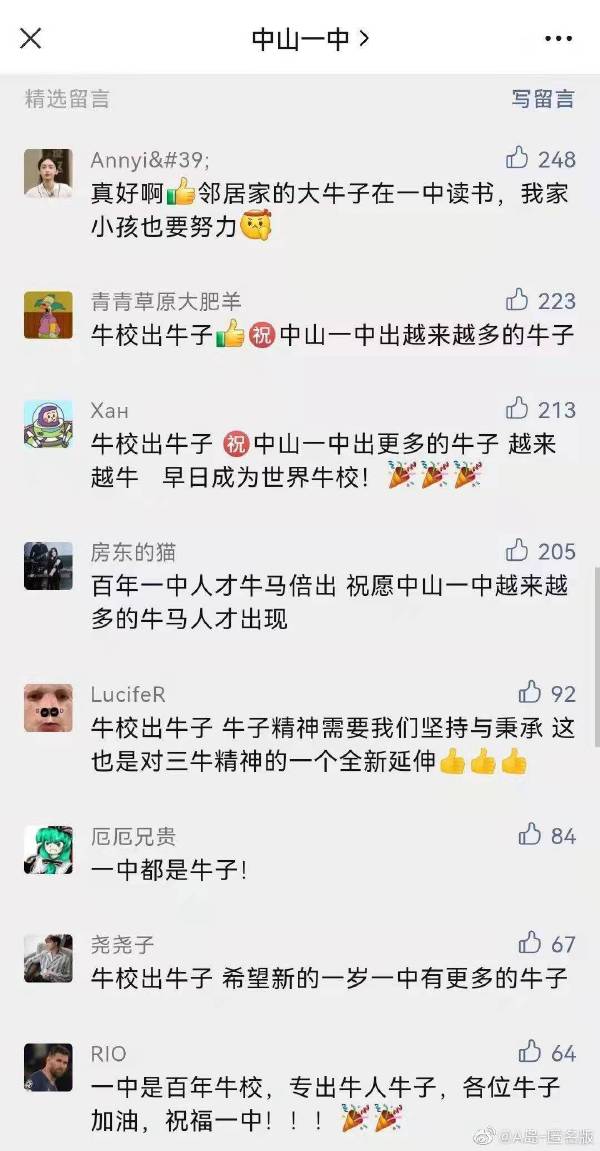 中山一中
精选留言 写留言
Annyi&#39; 248
真好啊👍邻居家的大牛子在一中读书，我家
小孩也要努力
青青草原大肥羊 223
牛校出牛子👍㊗中山一中出越来越多的牛子
Хан 213
牛校出牛子 ㊗中山一中出更多的牛子 越来
越牛 早日成为世界牛校！🎉🎉🎉
房东的猫 205
百年一中人才牛马倍出 祝愿中山一中越来越
多的牛马人才出现
LucifeR 92
牛校出牛子 牛子精神需要我们坚持与秉承 这
也是对三牛精神的一个全新延伸👍👍👍
厄厄兄贵 84
一中都是牛子！
尧尧子 67
牛校出牛子 希望新的一岁一中有更多的牛子
RIO 64
一中是百年牛校，专出牛人牛子，各位牛子
加油，祝福一中！！！🎉🎉
@A岛-匿名版